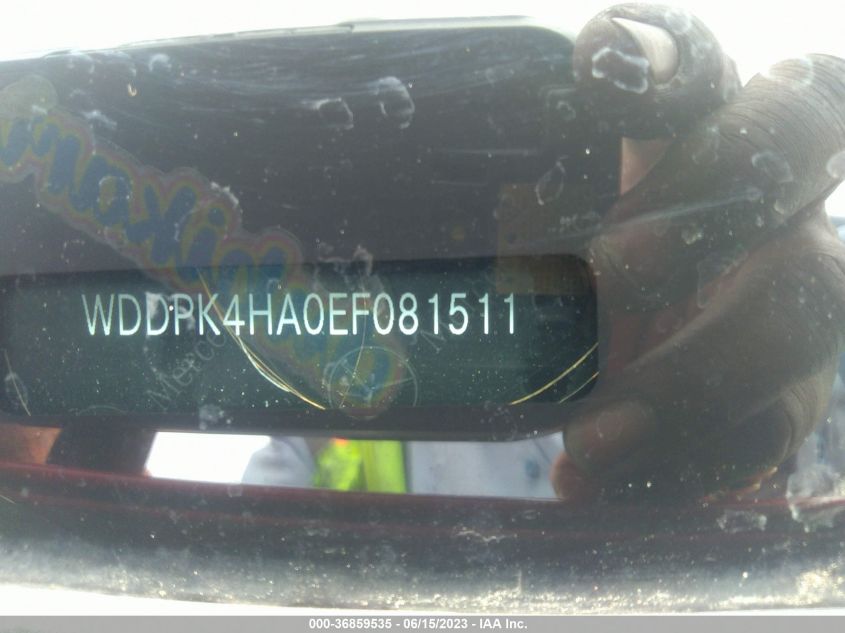 WDDPK4HA0EF081511
000-36859535 - 06/15/2023 - IAA Inc.